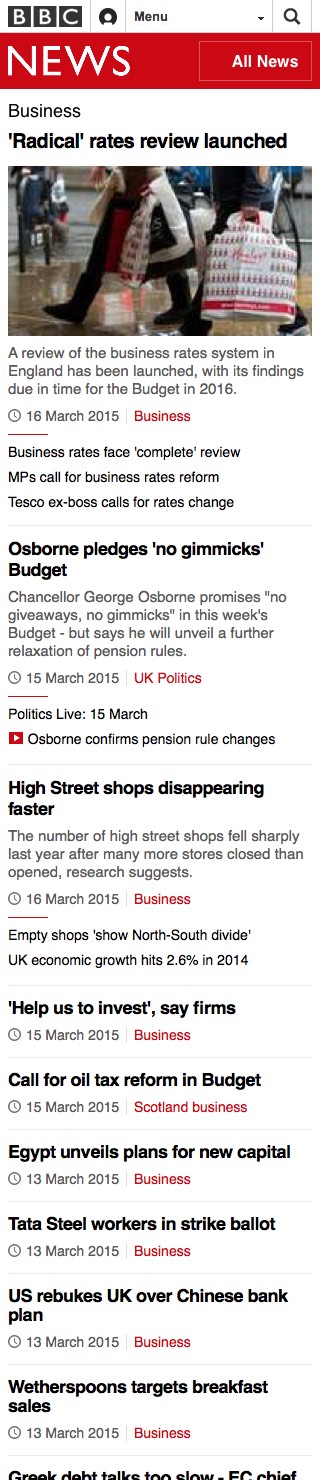 BBC
Menu
NEWS
All News
Business
'Radical' rates review launched
A review of the business rates system in
England has been launched, with its findings
due in time for the Budget in 2016.
16 March 2015 Business
Business rates face 'complete' review
MPs call for business rates reform
Tesco ex-boss calls for rates change
Osborne pledges 'no gimmicks'
Budget
Chancellor George Osborne promises "no
giveaways, no gimmicks" in this week's
Budget - but says he will unveil a further
relaxation of pension rules.
15 March 2015 UK Politics
Politics Live: 15 March
Osborne confirms pension rule changes
High Street shops disappearing
faster
The number of high street shops fell sharply
last year after many more stores closed than
opened, research suggests.
16 March 2015 Business
Empty shops 'show North-South divide'
UK economic growth hits 2.6% in 2014
'Help us to invest', say firms
15 March 2015 Business
Call for oil tax reform in Budget
15 March 2015 Scotland business
Egypt unveils plans for new capital
13 March 2015 Business
Tata Steel workers in strike ballot
13 March 2015 Business
US rebukes UK over Chinese bank
plan
13 March 2015 Business
Wetherspoons targets breakfast
sales
13 March 2015 Business
Greek debt talks too slow - EC chief